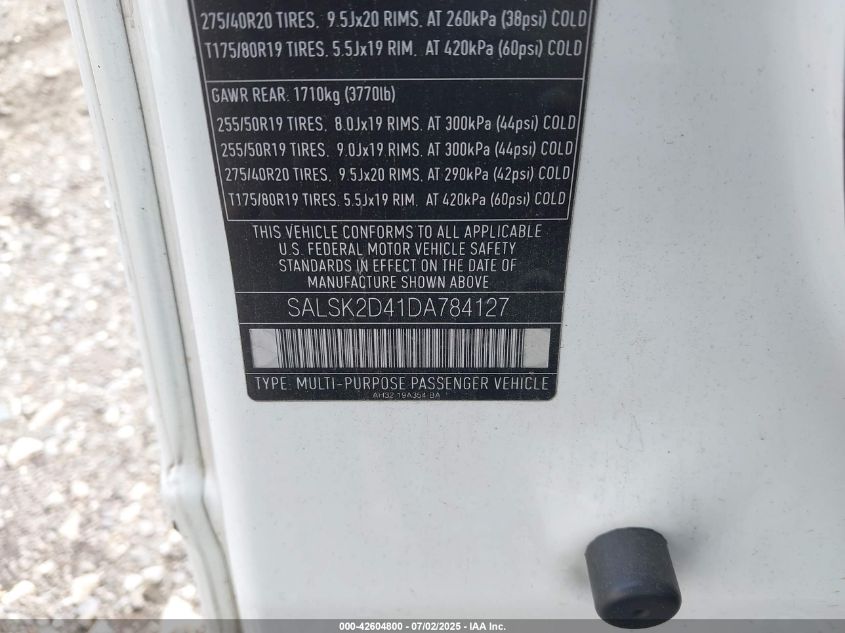 275/40R20 TIRES, 9.5Jx20 RIMS, AT 260kPa (38psi) COLD
T175/80R19 TIRES, 5.5Jx19 RIM, AT 420kPa (60psi) COLD
GAWR REAR: 1710kg (3770lb)
255/50R19 TIRES, 8.0Jx19 RIMS, AT 300kPa (44psi) COLD
255/50R19 TIRES, 9.0Jx19 RIMS, AT 300kPa (44psi) COLD
275/40R20 TIRES, 9.5Jx20 RIMS, AT 290kPa (42psi) COLD
T175/80R19 TIRES, 5.5Jx19 RIM, AT 420kPa (60psi) COLD
THIS VEHICLE CONFORMS TO ALL APPLICABLE
U.S. FEDERAL MOTOR VEHICLE SAFETY
STANDARDS IN EFFECT ON THE DATE OF
MANUFACTURE SHOWN ABOVE
SALSK2D41DA784127
TYPE: MULTI-PURPOSE PASSENGER VEHICLE
AH32 19A354 BA
000-42604800 - 07/02/2025 - IAA Inc.